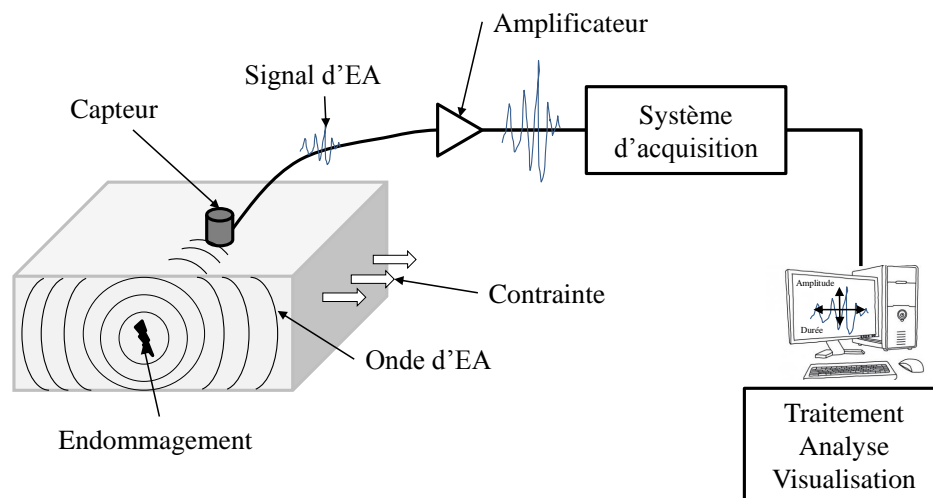 Amplificateur
Signal d’EA
Capteur
Système
d’acquisition
Contrainte
Onde d’EA
Endommagement
Amplitude
Durée
Traitement
Analyse
Visualisation